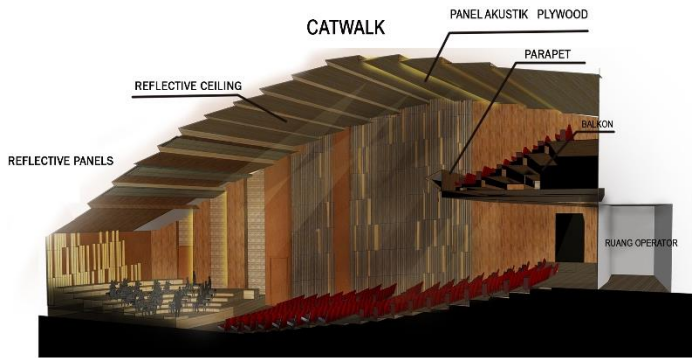 PANEL AKUSTIK PLYWOOD
CATWALK
PARAPET
REFLECTIVE CEILING
BALKON
REFLECTIVE PANELS
RUANG OPERATOR